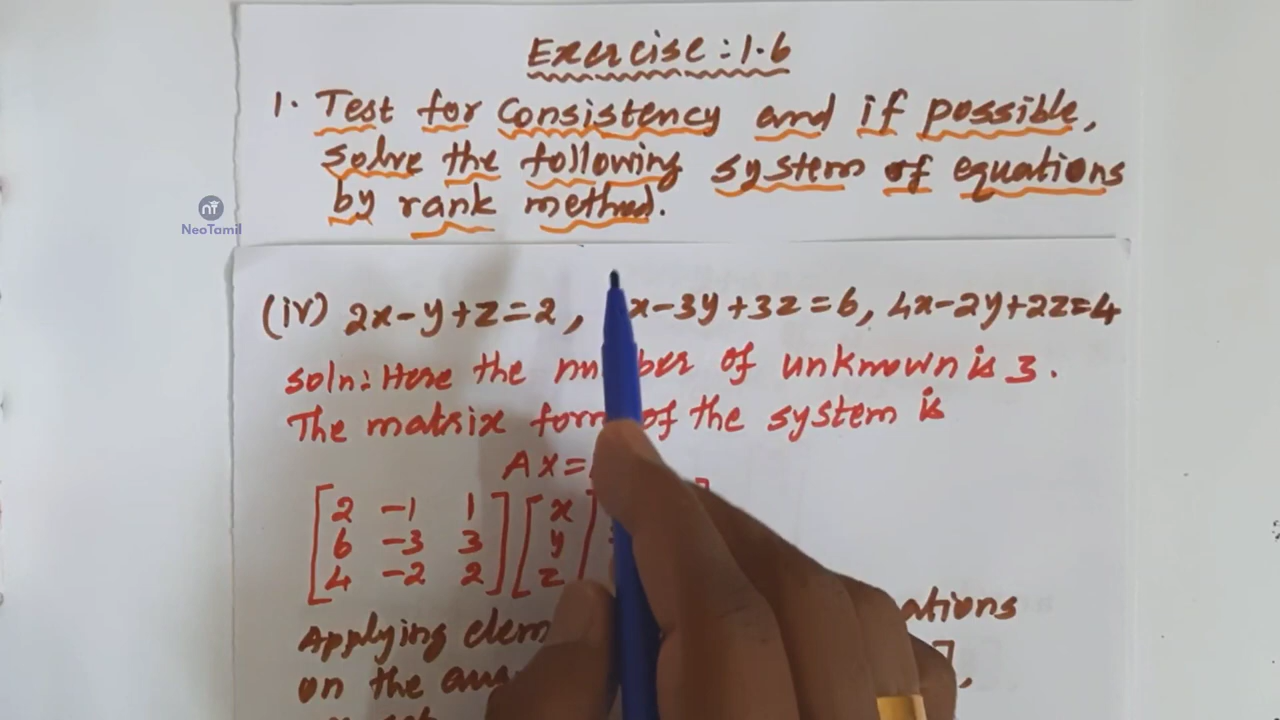 Exercise: 1.6
1. Test for consistency and if possible,
solve the following system of equations
by rank method.
NT
NeoTamil
(iv) 2x-y+z=2, x-3y+3z=6, 4x-2y+2z=4
soln: Here the number of unknown is 3.
The matrix form of the system is
AX=
2 -1 1 x
6 -3 3 y
4 -2 2 z
Applying ations
on the